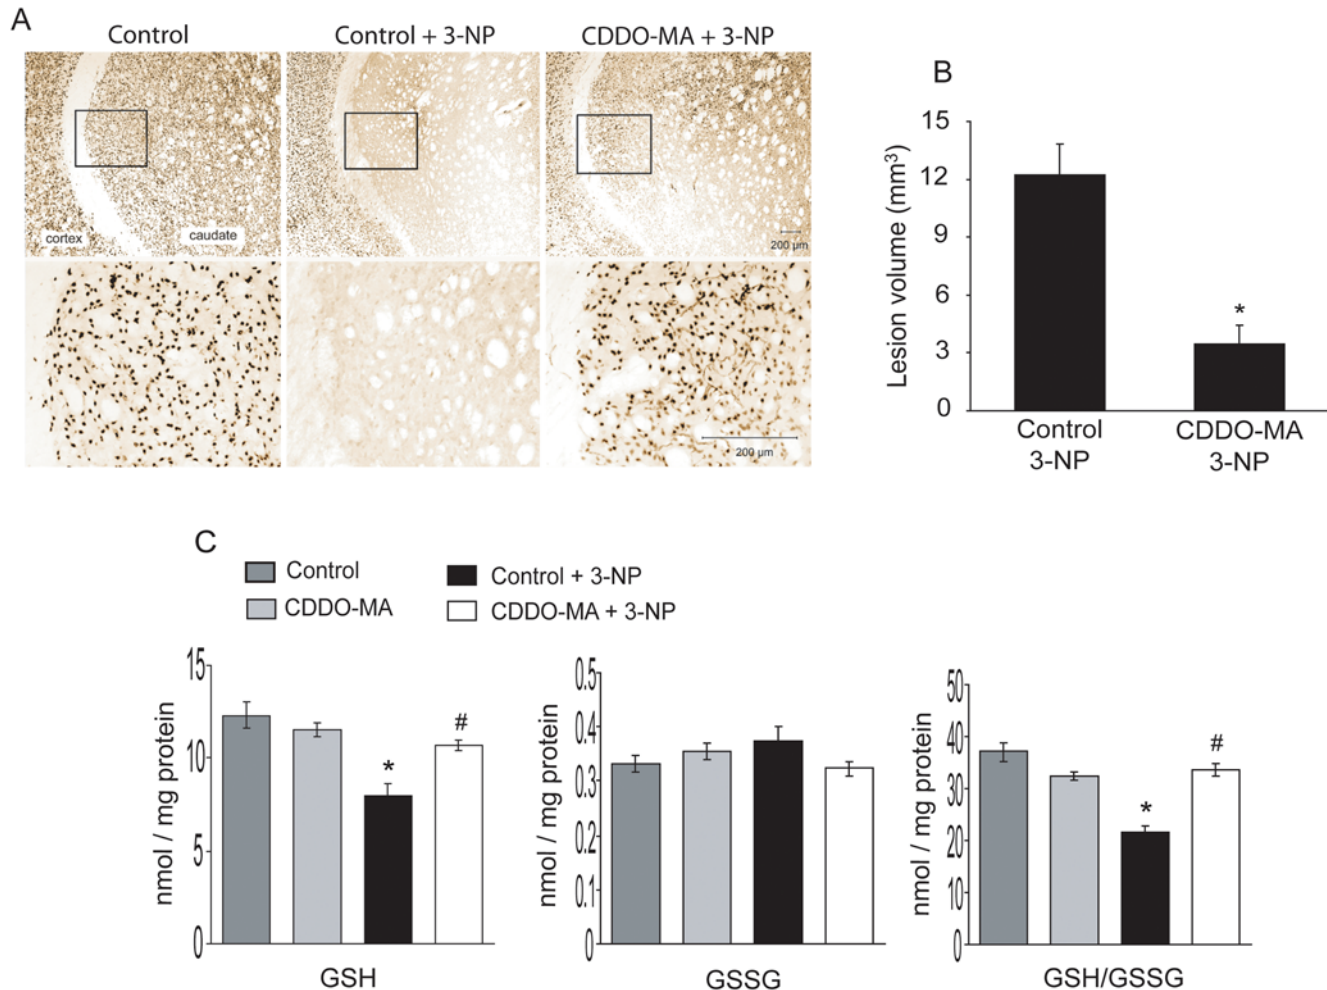 A
Control
Control + 3-NP
CDDO-MA + 3-NP
cortex
caudate
200 µm
200 µm
B
Lesion volume (mm³)
15
12
9
6
3
0
*
Control
3-NP
CDDO-MA
3-NP
C
Control
CDDO-MA
Control + 3-NP
CDDO-MA + 3-NP
nmol / mg protein
15
10
5
0
*
#
GSH
nmol / mg protein
0.5
0.4
0.3
0.2
0.1
0
GSSG
nmol / mg protein
50
40
30
20
10
0
*
#
GSH/GSSG